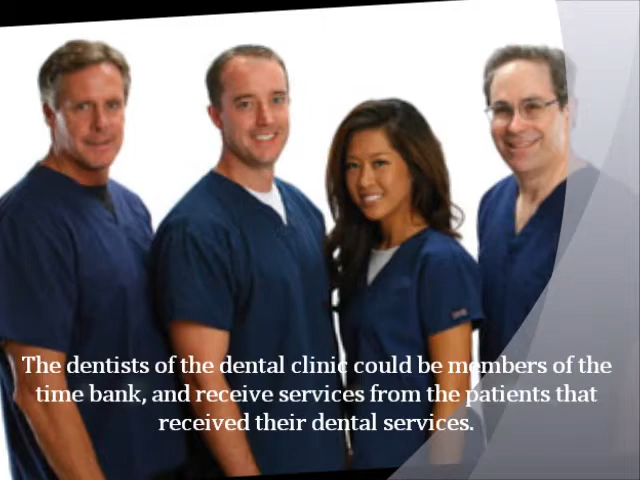 The dentists of the dental clinic could be members of the
time bank, and receive services from the patients that
received their dental services.